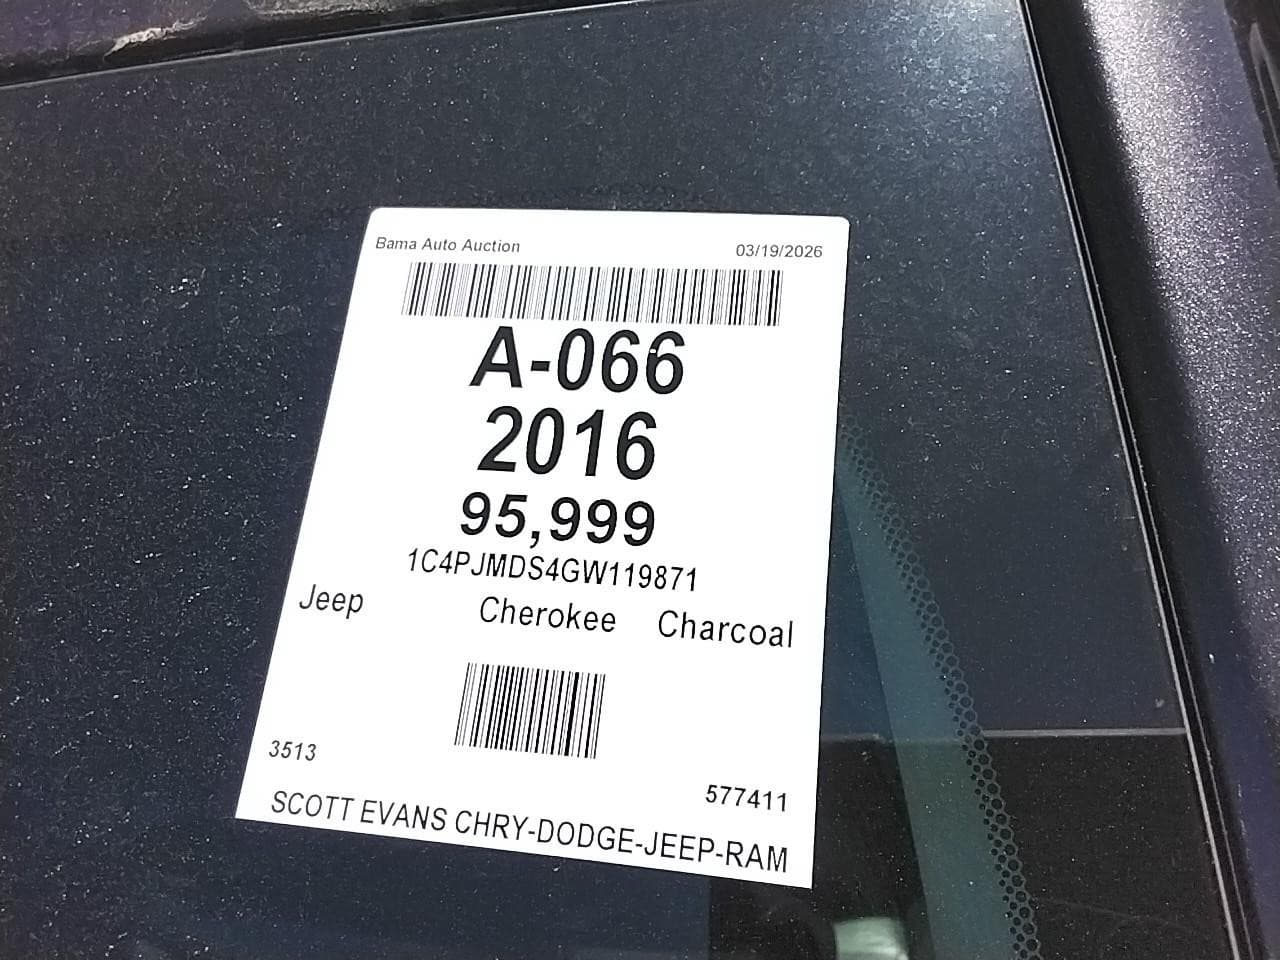 Bama Auto Auction 03/19/2026
A-066
2016
95,999
1C4PJMDS4GW119871
Jeep Cherokee Charcoal
3513 577411
SCOTT EVANS CHRY-DODGE-JEEP-RAM